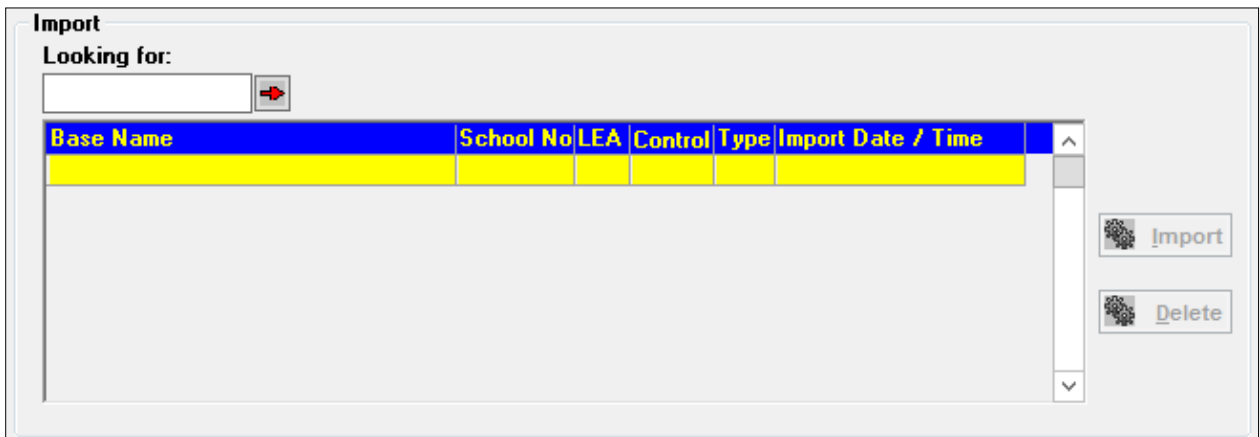 Import
Looking for:
Base Name School No LEA Control Type Import Date / Time
Import
Delete